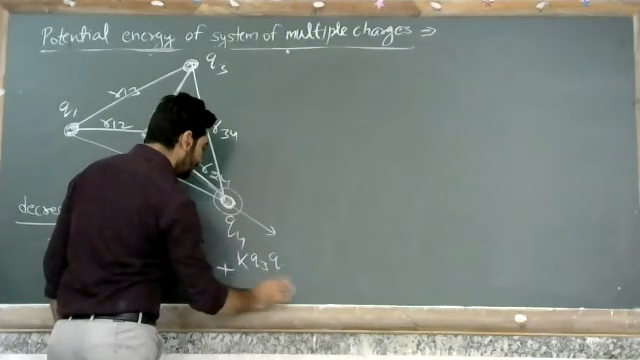 Potential energy of system of multiple charges ⇒
q3
r13
q1
r12
r34
decre
q4
+ Kq3q